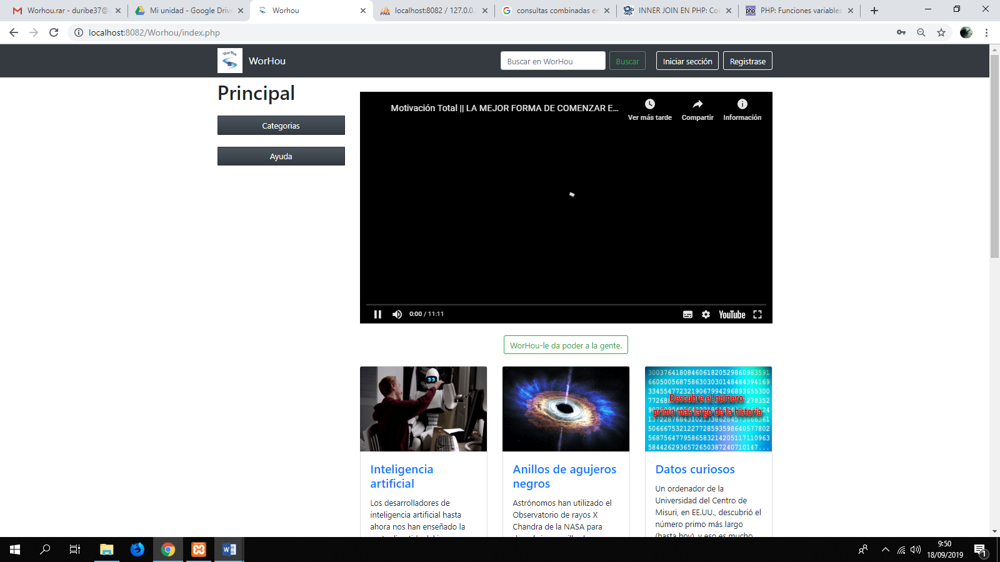 Worhou.rar - duribe37@
Mi unidad - Google Drive
Worhou
localhost:8082 / 127.0.0.1
consultas combinadas en
INNER JOIN EN PHP: Con
PHP: Funciones variables
localhost:8082/Worhou/index.php
WorHou
WorHou
Buscar en WorHou
Buscar
Iniciar sección
Registrase
Principal
Categorias
Ayuda
Motivación Total || LA MEJOR FORMA DE COMENZAR E...
Ver más tarde
Compartir
Información
0:00 / 11:11
YouTube
WorHou-le da poder a la gente.
Descubre el número
primo más largo de la historia
Inteligencia
artificial
Los desarrolladores de
inteligencia artificial hasta
ahora nos han enseñado la
Anillos de agujeros
negros
Astrónomos han utilizado el
Observatorio de rayos X
Chandra de la NASA para
Datos curiosos
Un ordenador de la
Universidad del Centro de
Misuri, en EE.UU., descubrió el
número primo más largo
(hasta hoy), y eso es mucho
9:50
18/09/2019
1